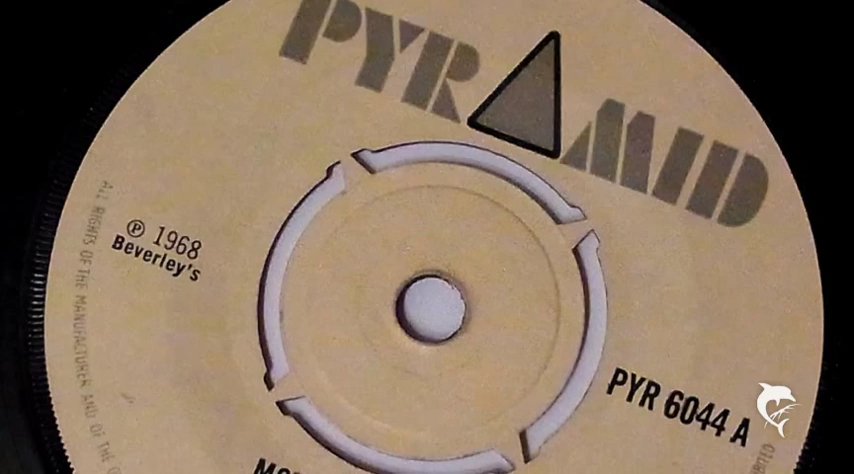 PYRAMID
℗ 1968
Beverley's
PYR 6044 A
ALL RIGHTS OF THE MANUFACTURER AND OF THE